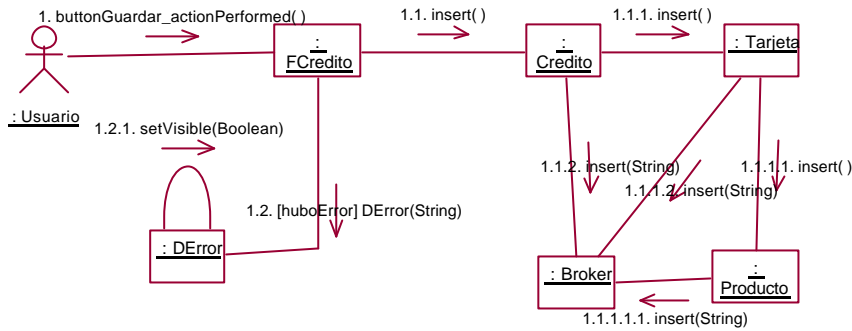 1. buttonGuardar_actionPerformed( )
1.1. insert( )
1.1.1. insert( )
:
FCredito
:
Credito
: Tarjeta
: Usuario
1.2.1. setVisible(Boolean)
1.1.2. insert(String)
1.1.1.1. insert( )
1.1.1.2. insert(String)
1.2. [huboError] DError(String)
: DError
: Broker
:
Producto
1.1.1.1.1. insert(String)